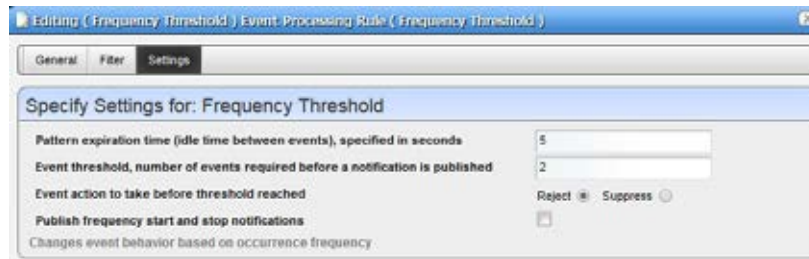 Editing ( Frequency Threshold ) Event Processing Rule ( Frequency Threshold )
General Filter Settings
Specify Settings for: Frequency Threshold
Pattern expiration time (idle time between events), specified in seconds 5
Event threshold, number of events required before a notification is published 2
Event action to take before threshold reached Reject Suppress
Publish frequency start and stop notifications
Changes event behavior based on occurrence frequency